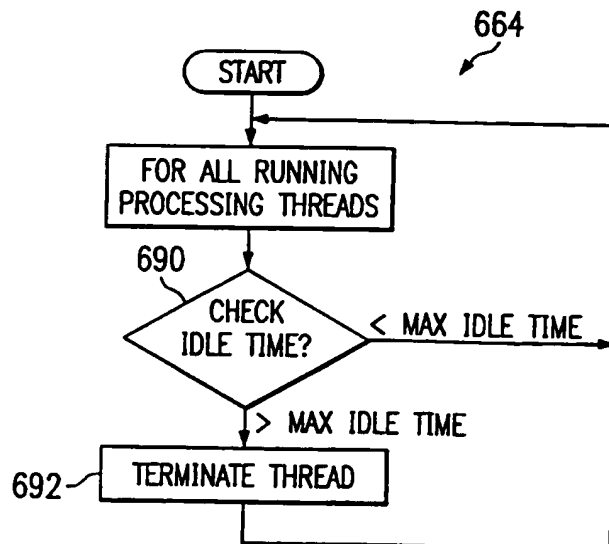 664
START
FOR ALL RUNNING
PROCESSING THREADS
690
CHECK
IDLE TIME?
< MAX IDLE TIME
> MAX IDLE TIME
692
TERMINATE THREAD